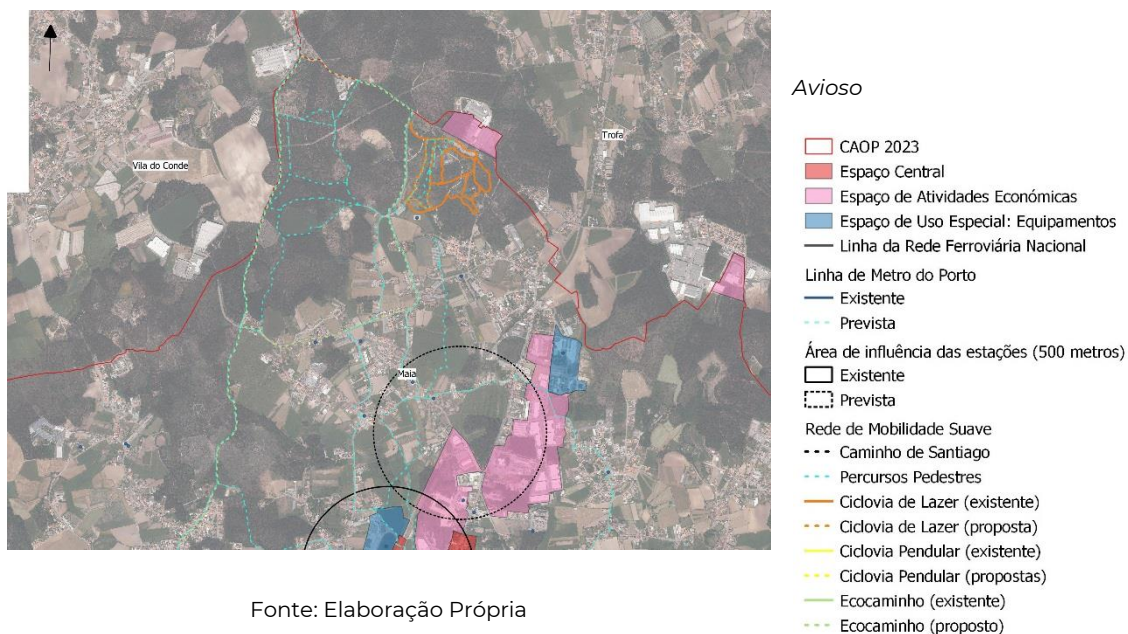 Avioso
Trofa
Vila do Conde
Maia
CAOP 2023
Espaço Central
Espaço de Atividades Económicas
Espaço de Uso Especial: Equipamentos
Linha da Rede Ferroviária Nacional
Linha de Metro do Porto
Existente
Prevista
Área de influência das estações (500 metros)
Existente
Prevista
Rede de Mobilidade Suave
Caminho de Santiago
Percursos Pedestres
Ciclovia de Lazer (existente)
Ciclovia de Lazer (proposta)
Ciclovia Pendular (existente)
Ciclovia Pendular (propostas)
Ecocaminho (existente)
Ecocaminho (proposto)
Fonte: Elaboração Própria